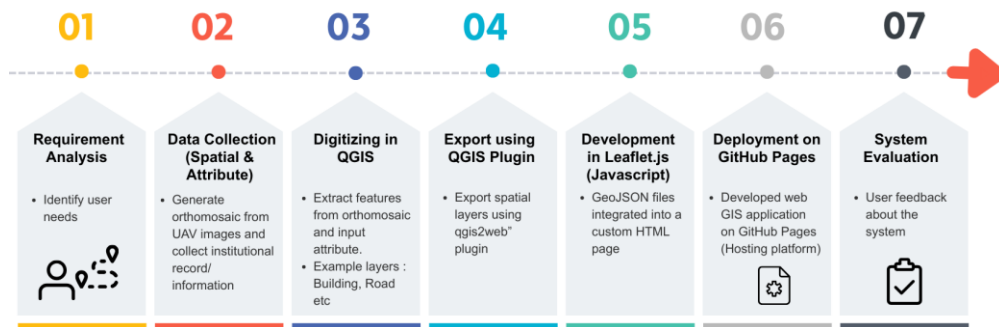 01
02
03
04
05
06
07
Requirement
Analysis
• Identify user
needs
Data Collection
(Spatial &
Attribute)
• Generate
orthomosaic from
UAV images and
collect institutional
record/
information
Digitizing in
QGIS
• Extract features
from orthomosaic
and input
attribute.
• Example layers :
Building, Road
etc
Export using
QGIS Plugin
• Export spatial
layers using
qgis2web”
plugin
Development
in Leaflet.js
(Javascript)
• GeoJSON files
integrated into a
custom HTML
page
Deployment on
GitHub Pages
• Developed web
GIS application
on GitHub Pages
(Hosting platform)
System
Evaluation
• User feedback
about the
system